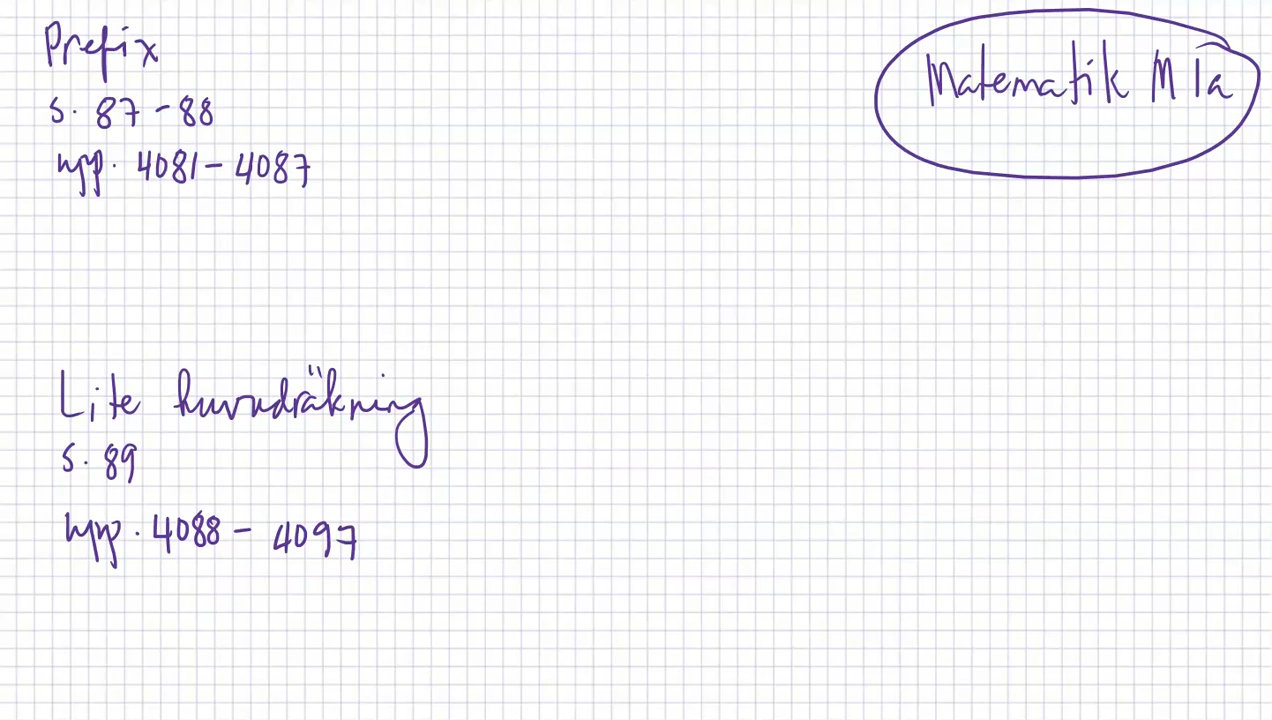 Prefix
Matematik M 1a
s. 87-88
upp. 4081-4087
Lite huvudräkning
s. 89
upp. 4088 - 4097